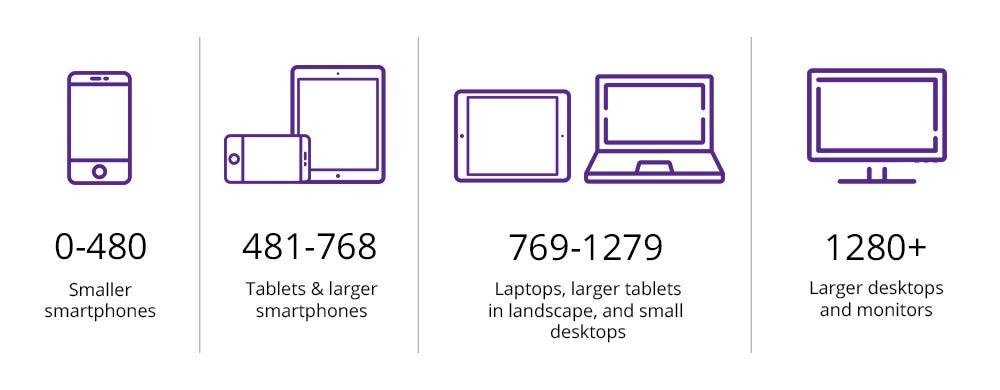 0-480
Smaller
smartphones
481-768
Tablets & larger
smartphones
769-1279
Laptops, larger tablets
in landscape, and small
desktops
1280+
Larger desktops
and monitors